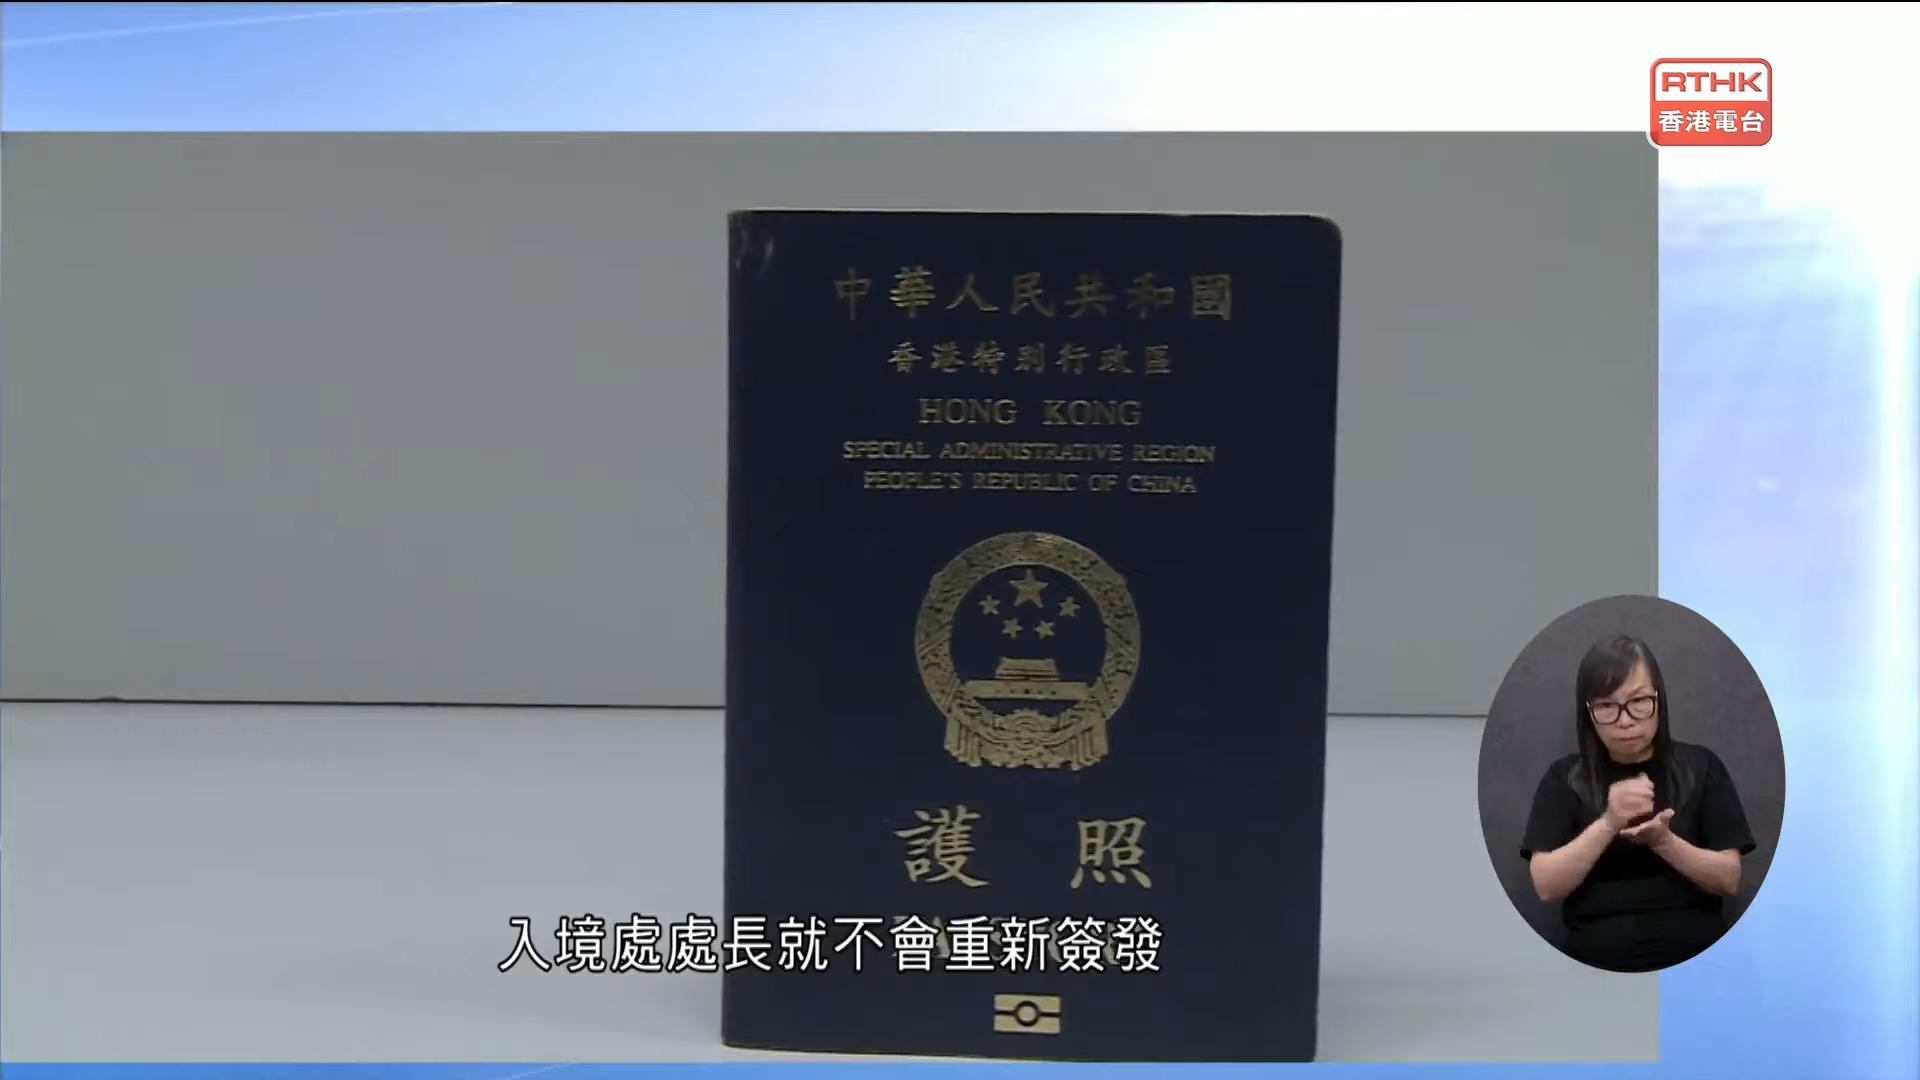 RTHK
香港電台
中華人民共和國
香港特別行政區
HONG KONG
SPECIAL ADMINISTRATIVE REGION
PEOPLE'S REPUBLIC OF CHINA
護照
入境處處長就不會重新簽發